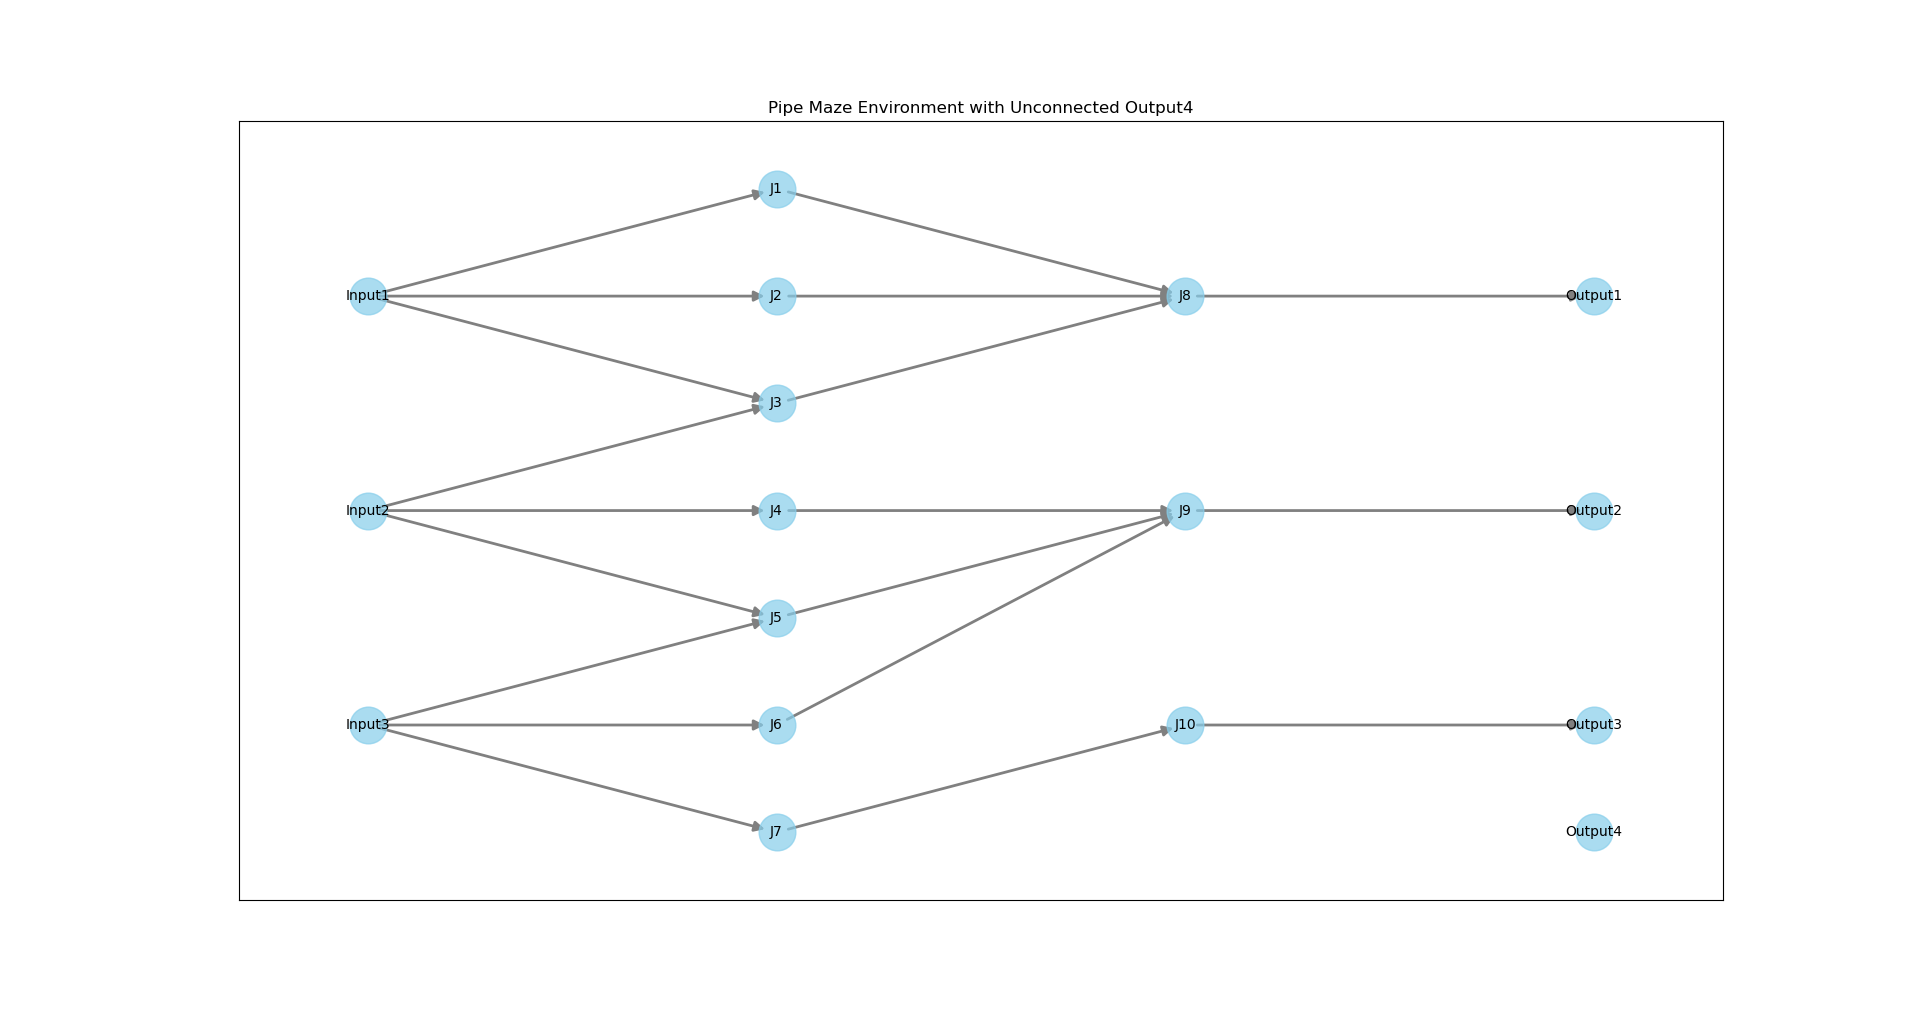 Pipe Maze Environment with Unconnected Output4
J1
Input1
J2
J8
Output1
J3
Input2
J4
J9
Output2
J5
Input3
J6
J10
Output3
J7
Output4